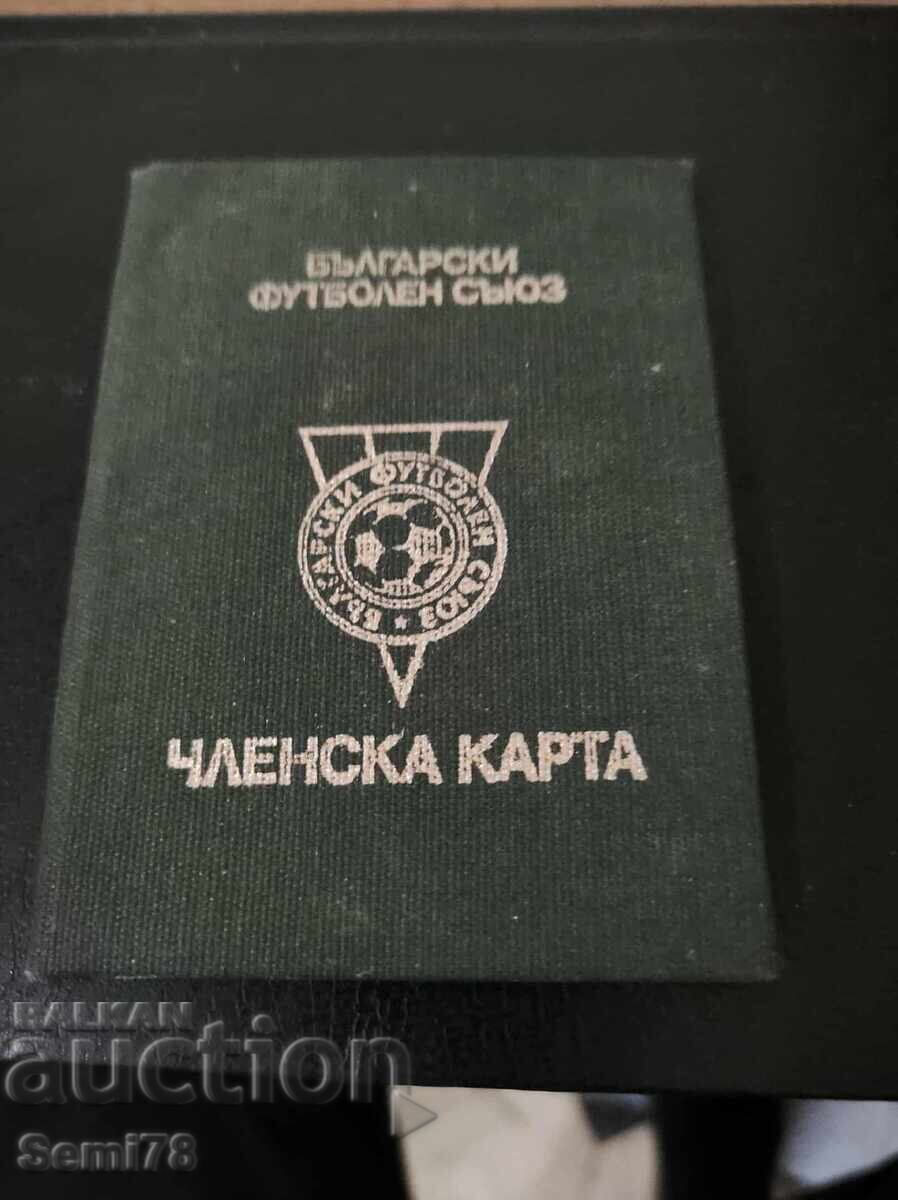 БЪЛГАРСКИ
ФУТБОЛЕН СЪЮЗ
БЪЛГАРСКИ ФУТБОЛЕН СЪЮЗ
ЧЛЕНСКА КАРТА
BALKAN
auction
Semi78